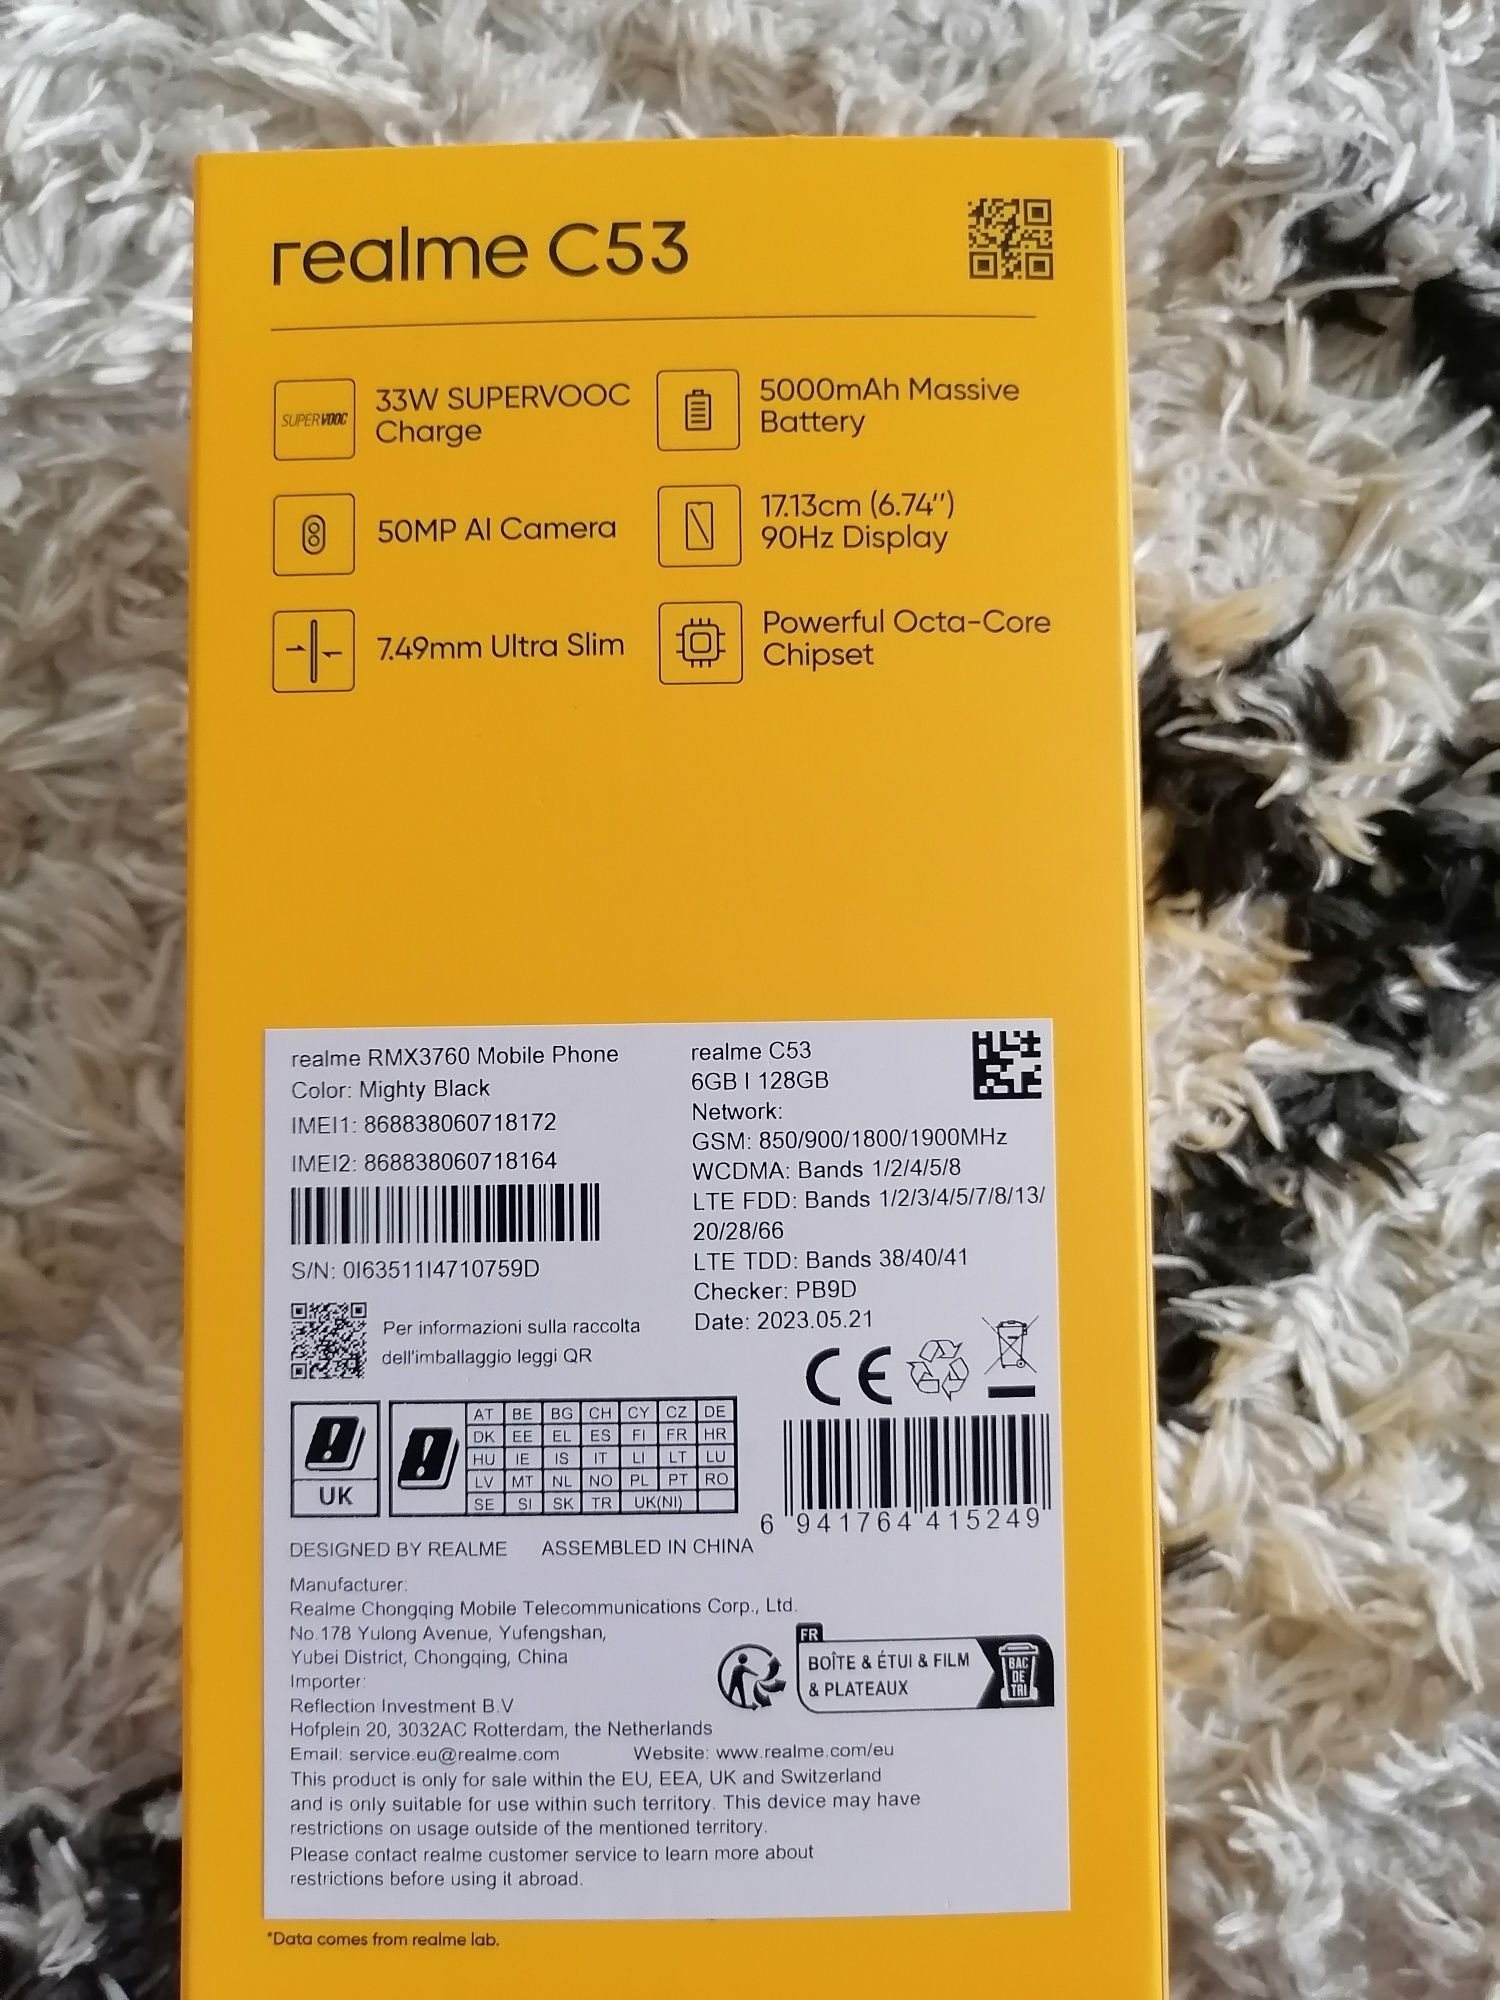 realme C53
SUPERVOOC
33W SUPERVOOC
Charge
5000mAh Massive
Battery
50MP AI Camera
17.13cm (6.74″)
90Hz Display
7.49mm Ultra Slim
Powerful Octa-Core
Chipset
realme RMX3760 Mobile Phone
Color: Mighty Black
IMEI1: 868838060718172
IMEI2: 868838060718164
S/N: 0I63511I4710759D
Per informazioni sulla raccolta
dell'imballaggio leggi QR
realme C53
6GB I 128GB
Network:
GSM: 850/900/1800/1900MHz
WCDMA: Bands 1/2/4/5/8
LTE FDD: Bands 1/2/3/4/5/7/8/13/
20/28/66
LTE TDD: Bands 38/40/41
Checker: PB9D
Date: 2023.05.21
CE
UK
AT BE BG CH CY CZ DE
DK EE EL ES FI FR HR
HU IE IS IT LI LT LU
LV MT NL NO PL PT RO
SE SI SK TR UK(NI)
6 941764 415249
DESIGNED BY REALME ASSEMBLED IN CHINA
Manufacturer:
Realme Chongqing Mobile Telecommunications Corp., Ltd.
No.178 Yulong Avenue, Yufengshan,
Yubei District, Chongqing, China
Importer:
Reflection Investment B.V
Hofplein 20, 3032AC Rotterdam, the Netherlands
FR
BOÎTE & ÉTUI & FILM
& PLATEAUX
BAC
DE
TRI
Email: service.eu@realme.com Website: www.realme.com/eu
This product is only for sale within the EU, EEA, UK and Switzerland
and is only suitable for use within such territory. This device may have
restrictions on usage outside of the mentioned territory.
Please contact realme customer service to learn more about
restrictions before using it abroad.
*Data comes from realme lab.